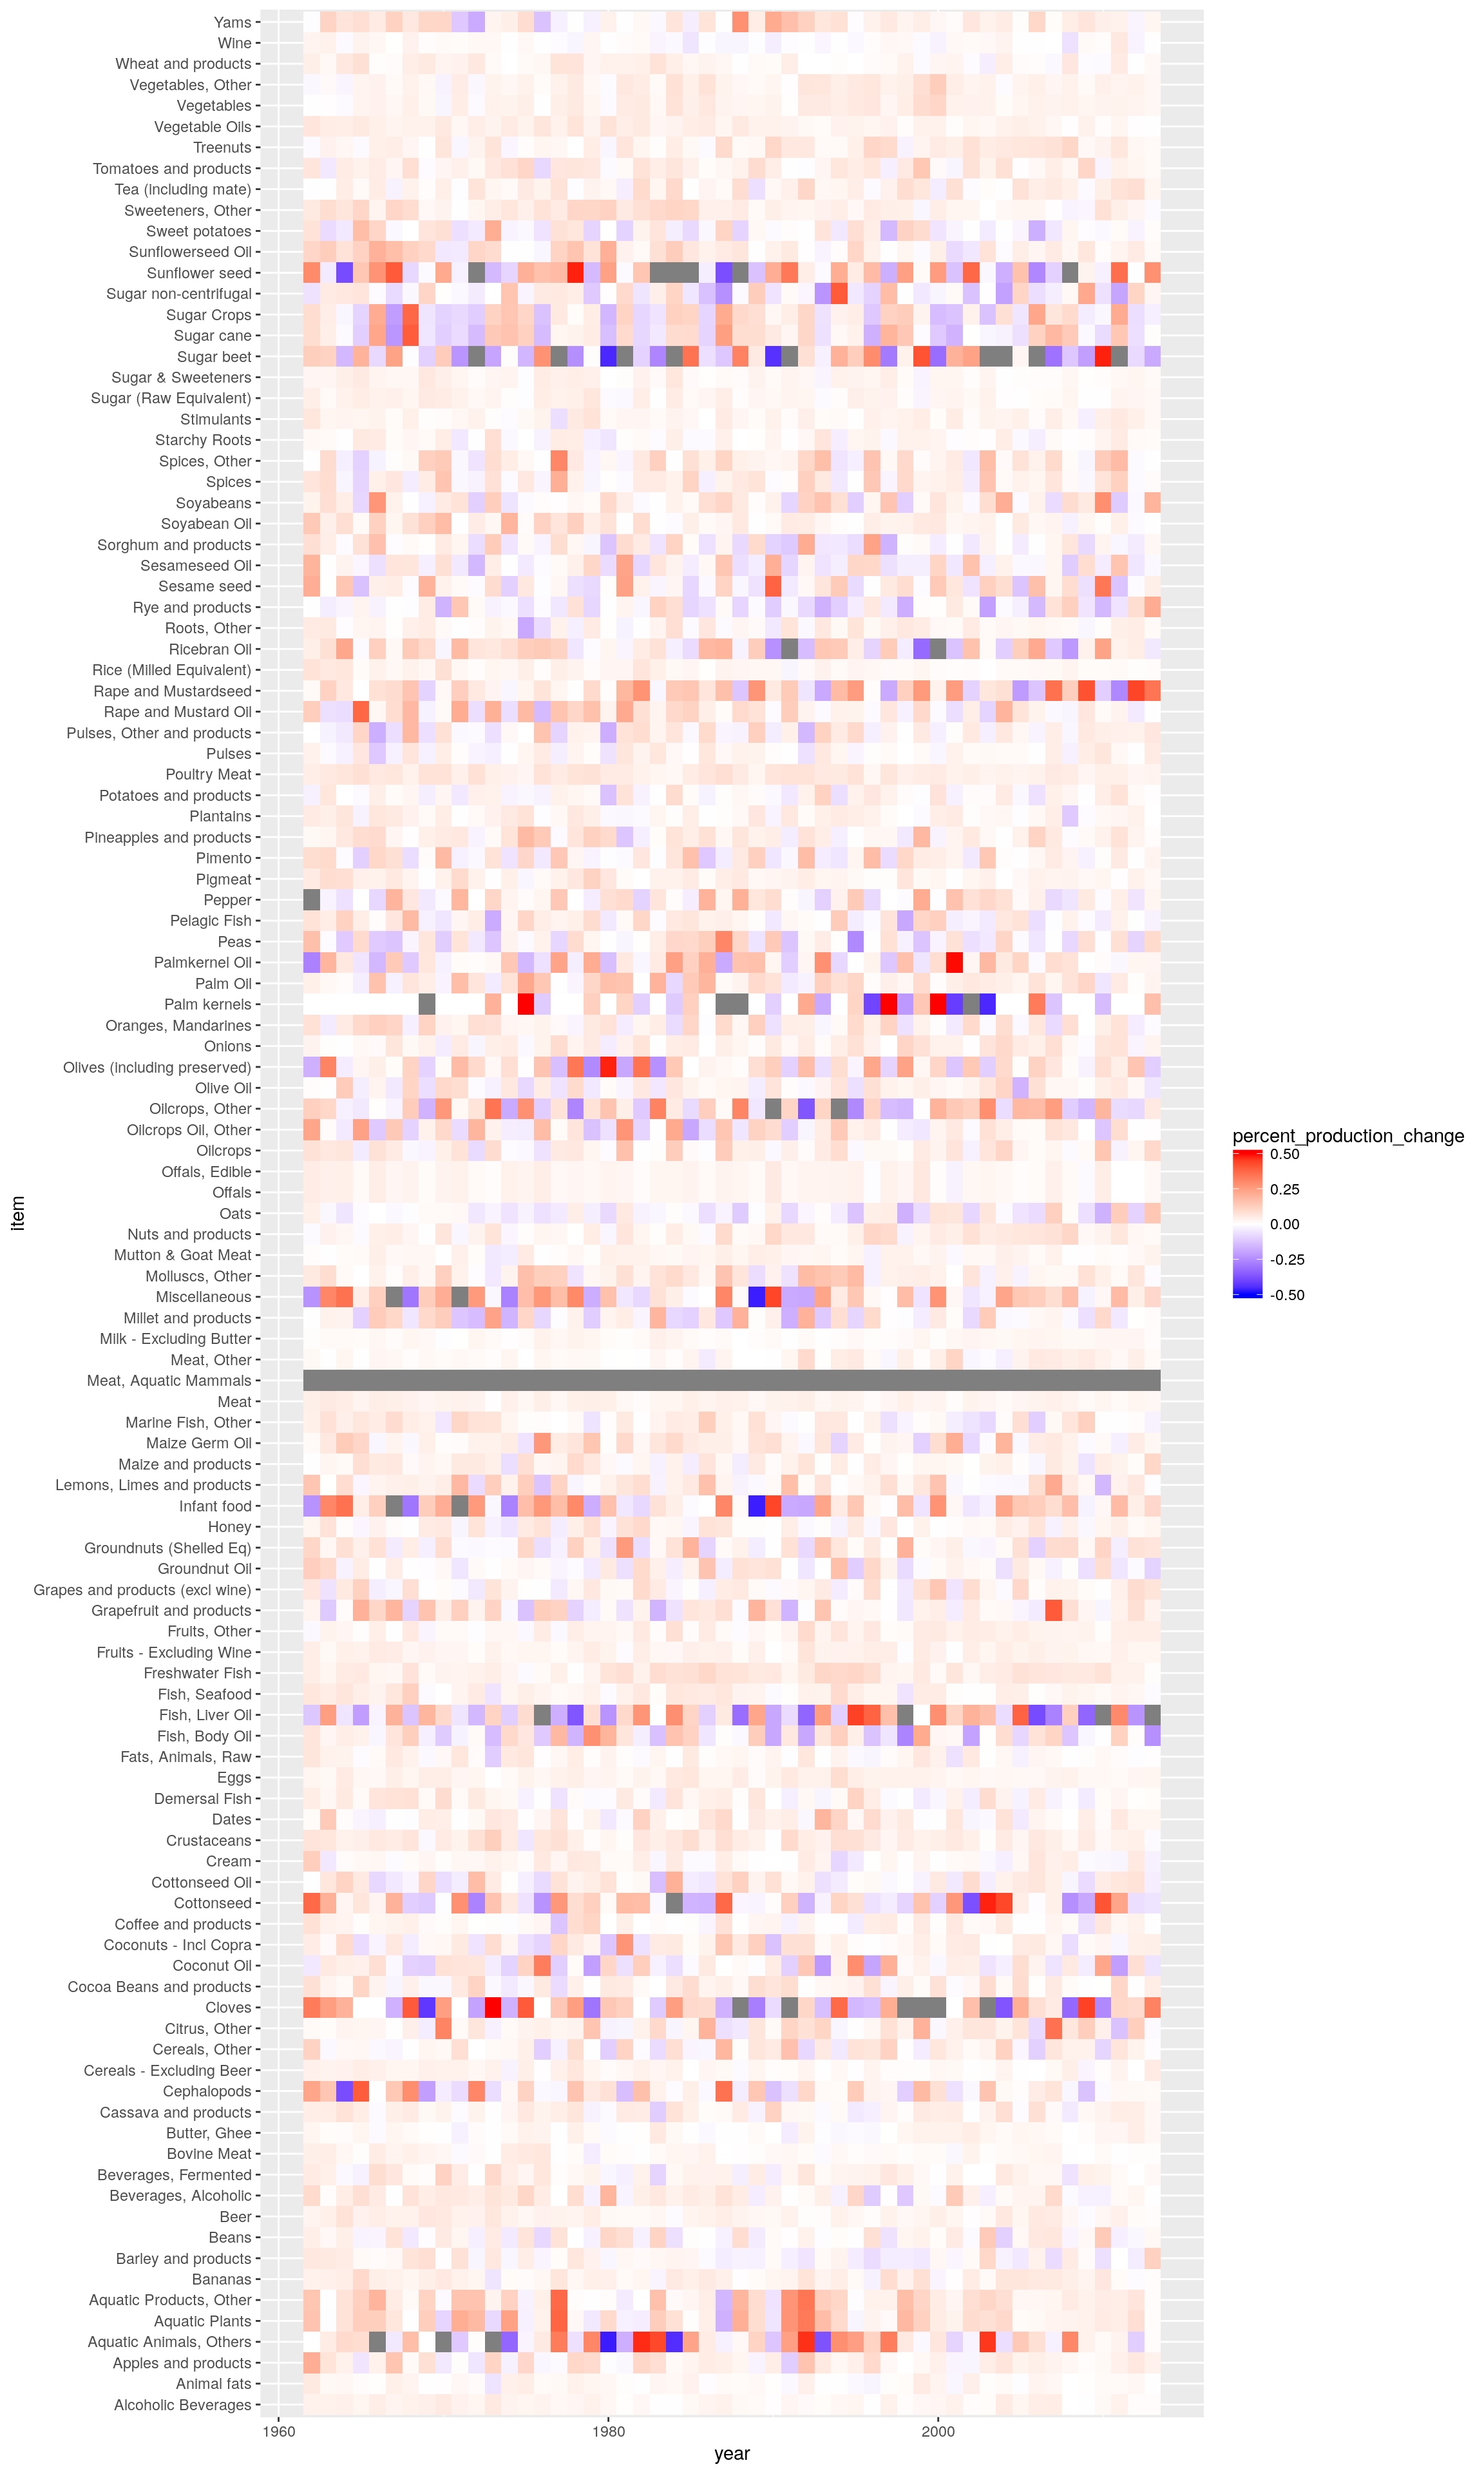 Yams
Wine
Wheat and products
Vegetables, Other
Vegetables
Vegetable Oils
Treenuts
Tomatoes and products
Tea (including mate)
Sweeteners, Other
Sweet potatoes
Sunflowerseed Oil
Sunflower seed
Sugar non-centrifugal
Sugar Crops
Sugar cane
Sugar beet
Sugar & Sweeteners
Sugar (Raw Equivalent)
Stimulants
Starchy Roots
Spices, Other
Spices
Soyabeans
Soyabean Oil
Sorghum and products
Sesameseed Oil
Sesame seed
Rye and products
Roots, Other
Ricebran Oil
Rice (Milled Equivalent)
Rape and Mustardseed
Rape and Mustard Oil
Pulses, Other and products
Pulses
Poultry Meat
Potatoes and products
Plantains
Pineapples and products
Pimento
Pigmeat
Pepper
Pelagic Fish
Peas
Palmkernel Oil
Palm Oil
Palm kernels
Oranges, Mandarines
Onions
Olives (including preserved)
Olive Oil
Oilcrops, Other
Oilcrops Oil, Other
Oilcrops
Offals, Edible
Offals
Oats
Nuts and products
Mutton & Goat Meat
Molluscs, Other
Miscellaneous
Millet and products
Milk - Excluding Butter
Meat, Other
Meat, Aquatic Mammals
Meat
Marine Fish, Other
Maize Germ Oil
Maize and products
Lemons, Limes and products
Infant food
Honey
Groundnuts (Shelled Eq)
Groundnut Oil
Grapes and products (excl wine)
Grapefruit and products
Fruits, Other
Fruits - Excluding Wine
Freshwater Fish
Fish, Seafood
Fish, Liver Oil
Fish, Body Oil
Fats, Animals, Raw
Eggs
Demersal Fish
Dates
Crustaceans
Cream
Cottonseed Oil
Cottonseed
Coffee and products
Coconuts - Incl Copra
Coconut Oil
Cocoa Beans and products
Cloves
Citrus, Other
Cereals, Other
Cereals - Excluding Beer
Cephalopods
Cassava and products
Butter, Ghee
Bovine Meat
Beverages, Fermented
Beverages, Alcoholic
Beer
Beans
Barley and products
Bananas
Aquatic Products, Other
Aquatic Plants
Aquatic Animals, Others
Apples and products
Animal fats
Alcoholic Beverages
item
1960 1980 2000
year
percent_production_change
0.50
0.25
0.00
-0.25
-0.50